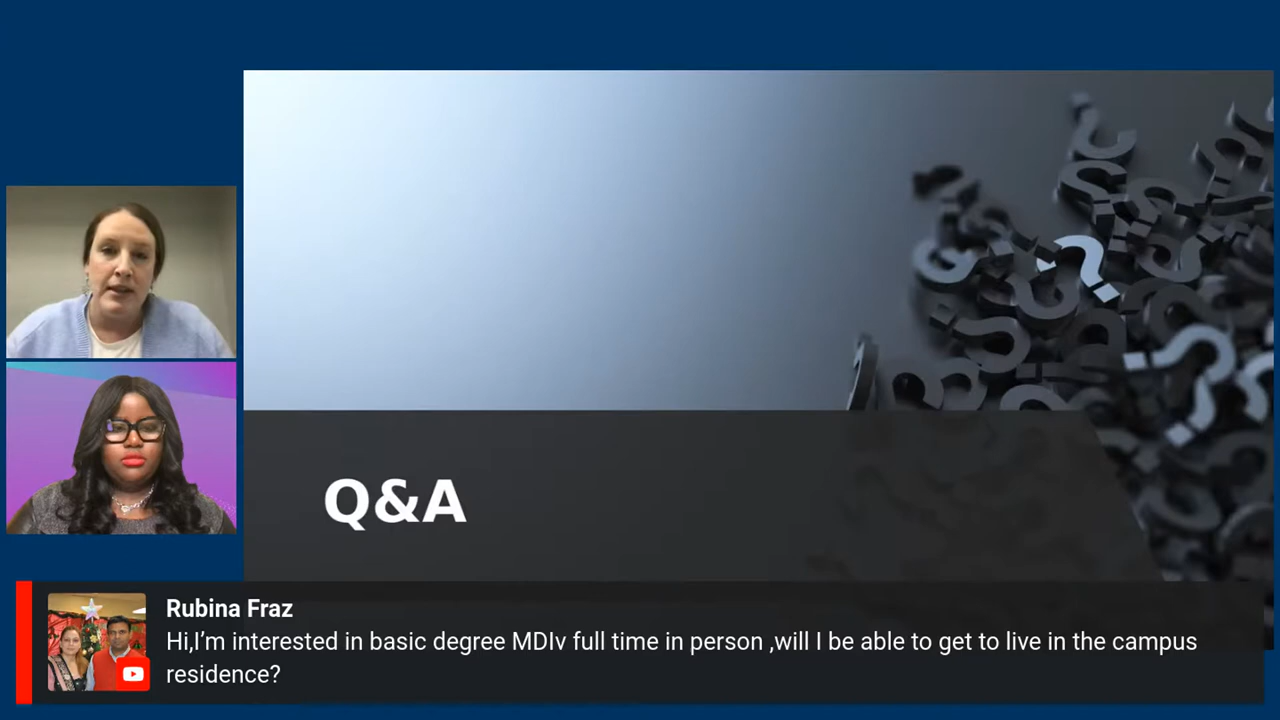 Q&A
Rubina Fraz
Hi,I’m interested in basic degree MDIv full time in person ,will I be able to get to live in the campus
residence?